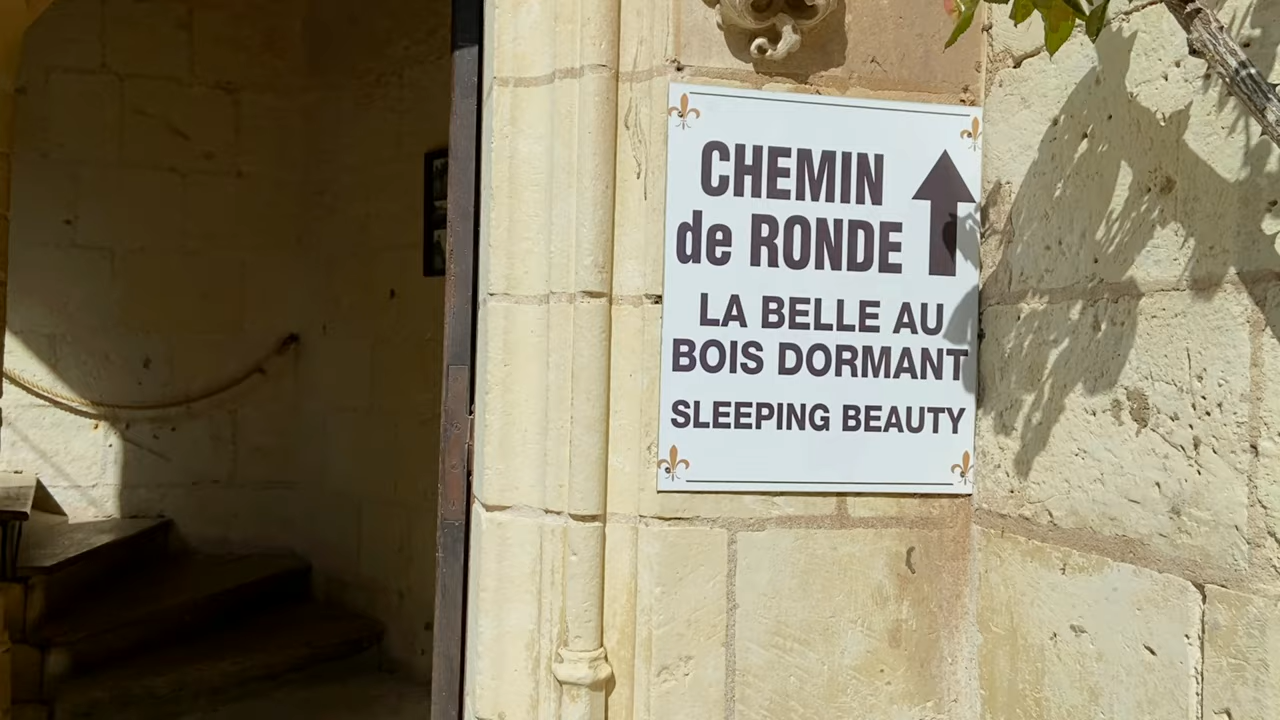 CHEMIN
de RONDE
LA BELLE AU
BOIS DORMANT
SLEEPING BEAUTY